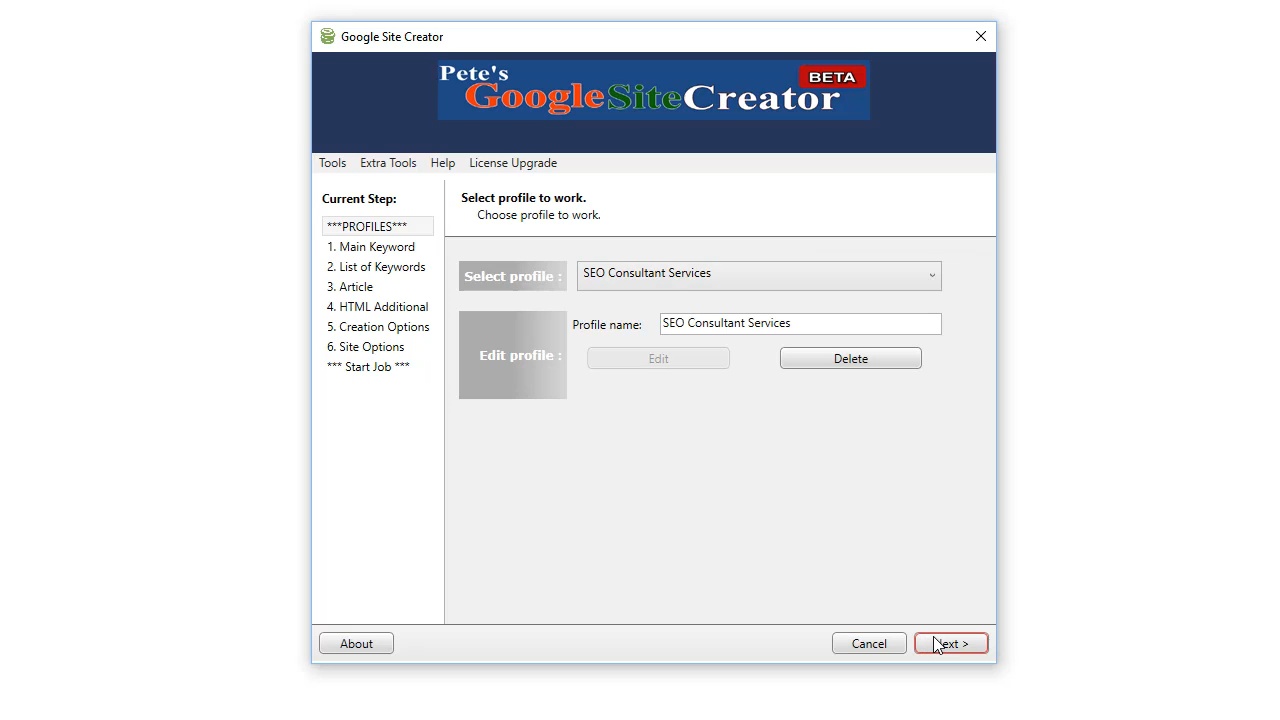 Google Site Creator
Pete's
BETA
GoogleSiteCreator
Tools Extra Tools Help License Upgrade
Current Step:
***PROFILES***
1. Main Keyword
2. List of Keywords
3. Article
4. HTML Additional
5. Creation Options
6. Site Options
*** Start Job ***
Select profile to work.
Choose profile to work.
Select profile : SEO Consultant Services
Edit profile :
Profile name: SEO Consultant Services
Edit Delete
About Cancel
>